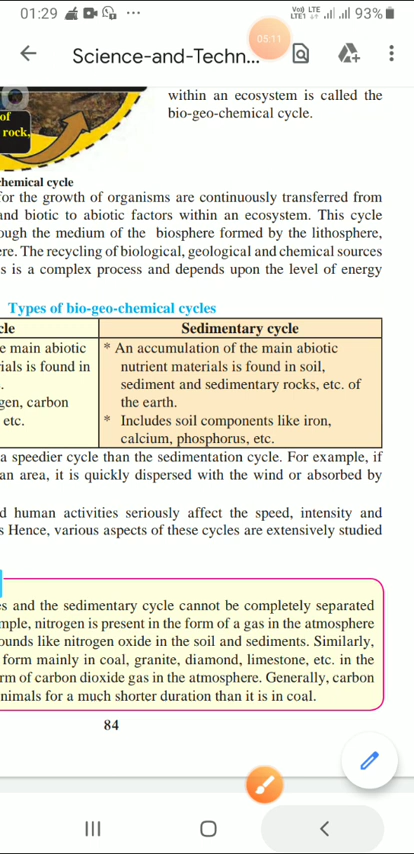 01:29
Vo)) LTE
LTE1
93%
05:11
Science-and-Techn...
within an ecosystem is called the
bio-geo-chemical cycle.
of
rock.
chemical cycle
for the growth of organisms are continuously transferred from
and biotic to abiotic factors within an ecosystem. This cycle
ough the medium of the biosphere formed by the lithosphere,
ere. The recycling of biological, geological and chemical sources
s is a complex process and depends upon the level of energy
Types of bio-geo-chemical cycles
cle
Sedimentary cycle
e main abiotic
rials is found in
.
gen, carbon
etc.
* An accumulation of the main abiotic
nutrient materials is found in soil,
sediment and sedimentary rocks, etc. of
the earth.
* Includes soil components like iron,
calcium, phosphorus, etc.
a speedier cycle than the sedimentation cycle. For example, if
an area, it is quickly dispersed with the wind or absorbed by
d human activities seriously affect the speed, intensity and
s Hence, various aspects of these cycles are extensively studied
es and the sedimentary cycle cannot be completely separated
mple, nitrogen is present in the form of a gas in the atmosphere
ounds like nitrogen oxide in the soil and sediments. Similarly,
form mainly in coal, granite, diamond, limestone, etc. in the
rm of carbon dioxide gas in the atmosphere. Generally, carbon
nimals for a much shorter duration than it is in coal.
84